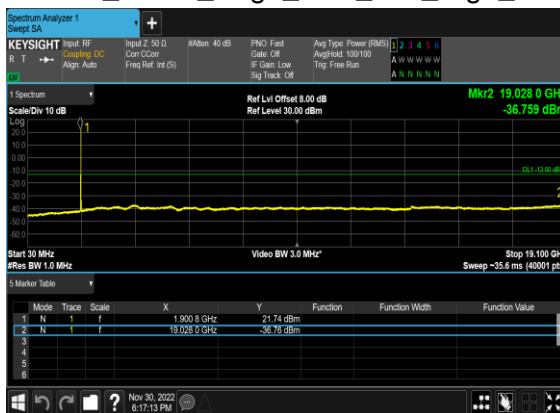 Spectrum Analyzer 1
Swept SA
KEYSIGHT Input: RF Input Z: 50 Ω #Atten: 40 dB PNO: Fast Avg Type: Power (RMS) 1 2 3 4 5 6
R T Coupling: DC Corr CCorr Gate: Off Avg|Hold: 100/100 A W W W W W
Align: Auto Freq Ref: Int (S) IF Gain: Low Trig: Free Run
LU Sig Track: Off A N N N N N
1 Spectrum Ref Lvl Offset 8.00 dB Mkr2 19.028 0 GH
Scale/Div 10 dB Ref Level 30.00 dBm -36.759 dBr
Log
1
20.0
10.0
0.00
-10.0 DL1 -13.00 dB
-20.0
-30.0 2
-40.0
-50.0
-60.0
Start 30 MHz Video BW 3.0 MHz* Stop 19.100 GH
#Res BW 1.0 MHz Sweep ~35.6 ms (40001 pt
5 Marker Table
Mode Trace Scale X Y Function Function Width Function Value
1 N 1 f 1.900 8 GHz 21.74 dBm
2 N 1 f 19.028 0 GHz -36.76 dBm
3
4
5
6
? Nov 30, 2022
6:17:13 PM